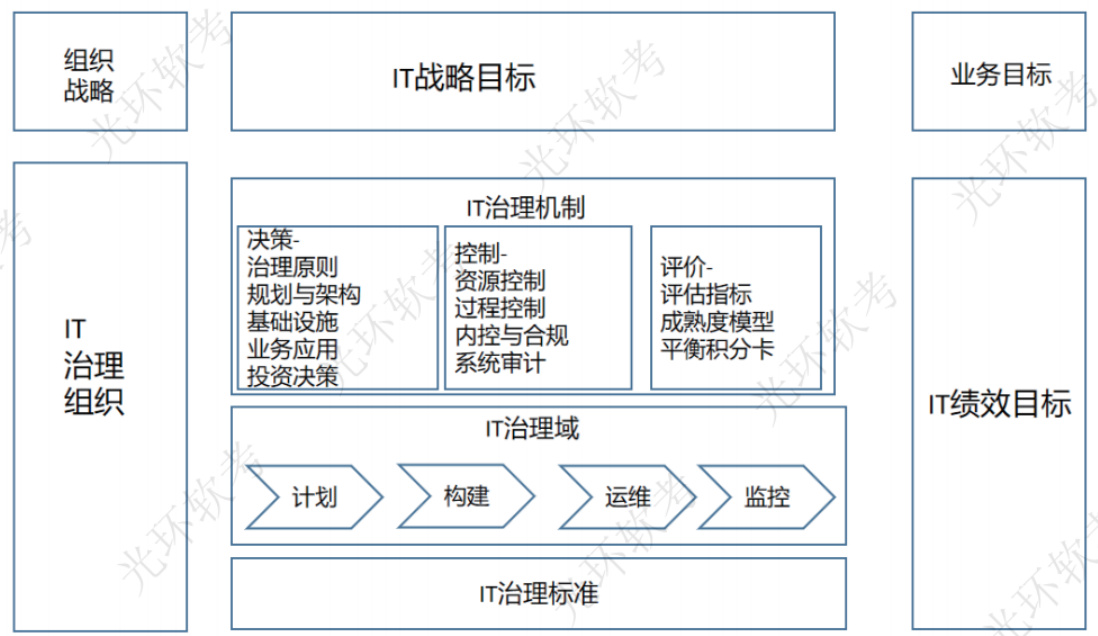 组织
战略
IT战略目标
业务目标
IT
治理
组织
IT治理机制
决策-
治理原则
规划与架构
基础设施
业务应用
投资决策
控制-
资源控制
过程控制
内控与合规
系统审计
评价-
评估指标
成熟度模型
平衡积分卡
IT治理域
计划
构建
运维
监控
IT治理标准
IT绩效目标
光环软考
光环软考
光环软考
光环软考
光环软考
光环软考
光环软考
光环软考